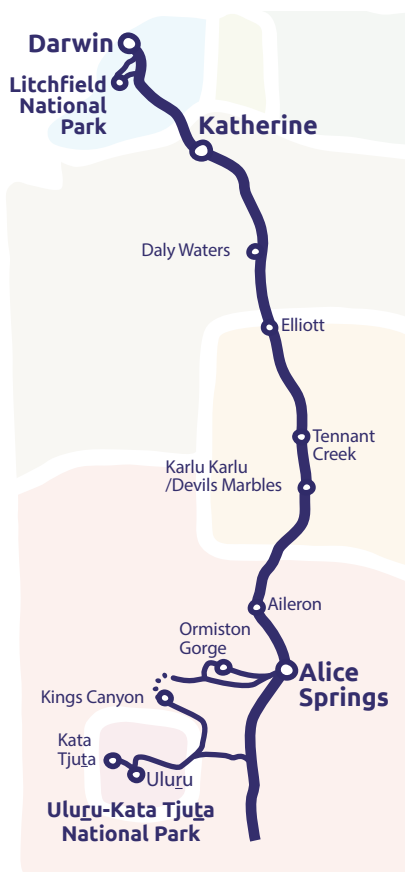 Darwin
Litchfield
National
Park
Katherine
Daly Waters
Elliott
Tennant
Creek
Karlu Karlu
/Devils Marbles
Aileron
Ormiston
Gorge
Alice
Springs
Kings Canyon
Kata
Tjuṯa
Uluṟu
Uluṟu-Kata Tjuṯa
National Park